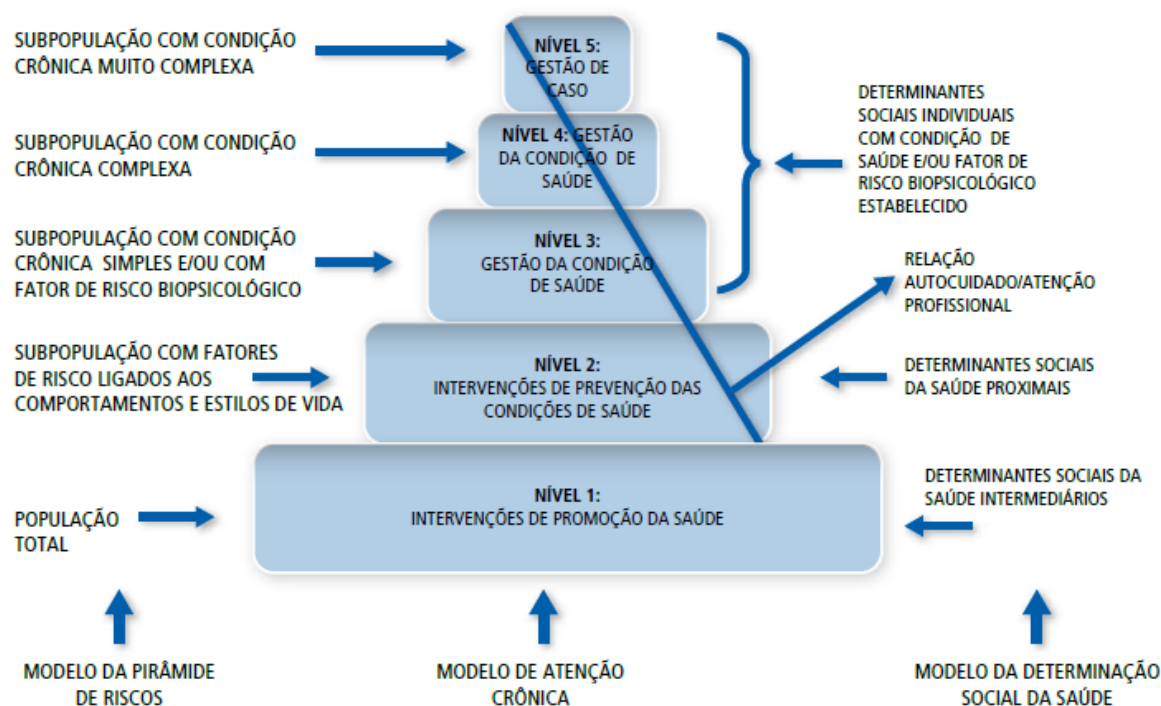 SUBPOPULAÇÃO COM CONDIÇÃO
CRÔNICA MUITO COMPLEXA
NÍVEL 5:
GESTÃO DE
CASO
SUBPOPULAÇÃO COM CONDIÇÃO
CRÔNICA COMPLEXA
NÍVEL 4: GESTÃO
DA CONDIÇÃO DE
SAÚDE
DETERMINANTES
SOCIAIS INDIVIDUAIS
COM CONDIÇÃO DE
SAÚDE E/OU FATOR DE
RISCO BIOPSICOLÓGICO
ESTABELECIDO
SUBPOPULAÇÃO COM CONDIÇÃO
CRÔNICA SIMPLES E/OU COM
FATOR DE RISCO BIOPSICOLÓGICO
NÍVEL 3:
GESTÃO DA CONDIÇÃO
DE SAÚDE
RELAÇÃO
AUTOCUIDADO/ATENÇÃO
PROFISSIONAL
SUBPOPULAÇÃO COM FATORES
DE RISCO LIGADOS AOS
COMPORTAMENTOS E ESTILOS DE VIDA
NÍVEL 2:
INTERVENÇÕES DE PREVENÇÃO DAS
CONDIÇÕES DE SAÚDE
DETERMINANTES SOCIAIS
DA SAÚDE PROXIMAIS
POPULAÇÃO
TOTAL
NÍVEL 1:
INTERVENÇÕES DE PROMOÇÃO DA SAÚDE
DETERMINANTES SOCIAIS DA
SAÚDE INTERMEDIÁRIOS
MODELO DA PIRÂMIDE
DE RISCOS
MODELO DE ATENÇÃO
CRÔNICA
MODELO DA DETERMINAÇÃO
SOCIAL DA SAÚDE